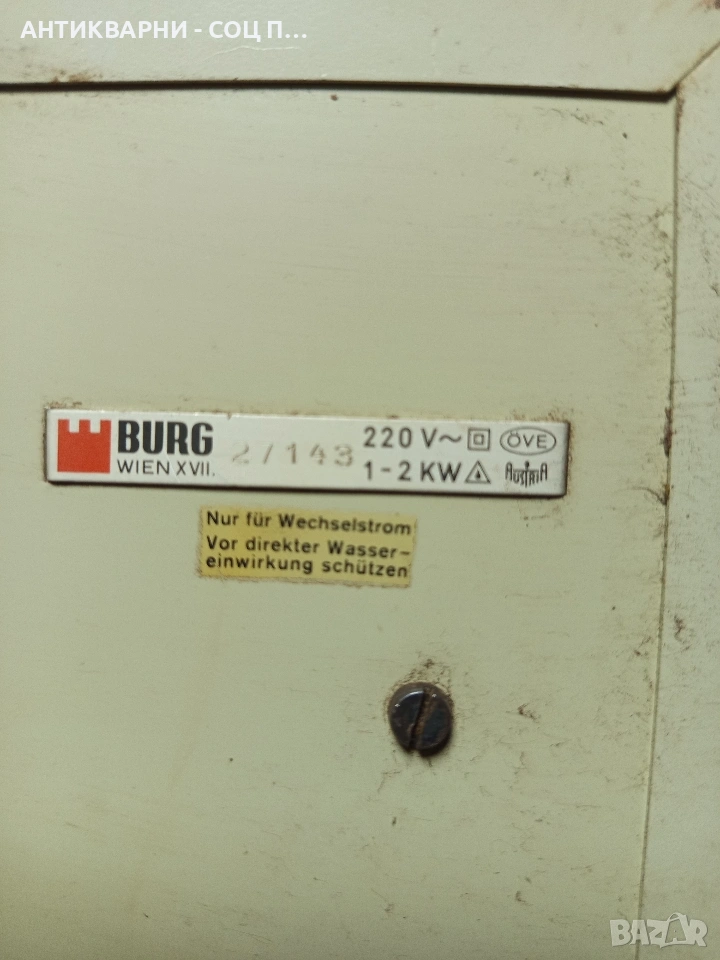 АНТИКВАРНИ - СОЦ П...
BURG 2/143 220 V~ ÖVE
WIEN XVII. 1-2 KW AUSTRIA
Nur für Wechselstrom
Vor direkter Wasser-
einwirkung schützen
BAZAR